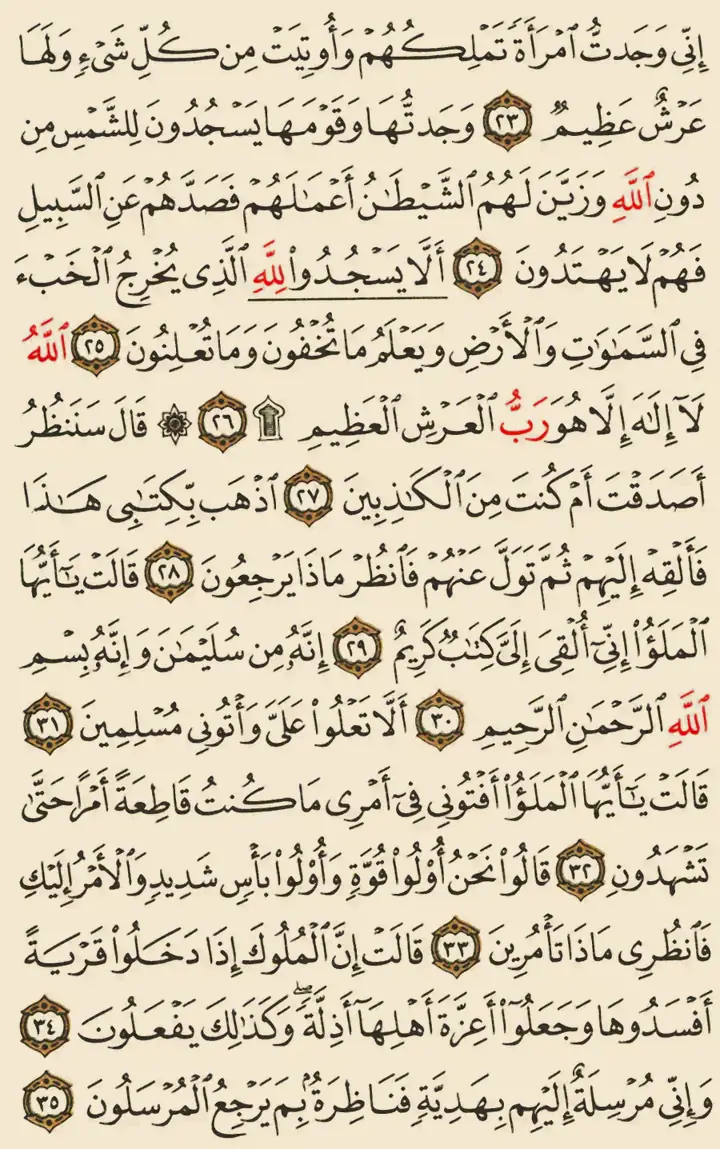 إِنِّي وَجَدتُّ ٱمۡرَأَةٗ تَمۡلِكُهُمۡ وَأُوتِيَتۡ مِن كُلِّ شَيۡءٖ وَلَهَا
عَرۡشٌ عَظِيمٞ ٢٣ وَجَدتُّهَا وَقَوۡمَهَا يَسۡجُدُونَ لِلشَّمۡسِ مِن
دُونِ ٱللَّهِ وَزَيَّنَ لَهُمُ ٱلشَّيۡطَٰنُ أَعۡمَٰلَهُمۡ فَصَدَّهُمۡ عَنِ ٱلسَّبِيلِ
فَهُمۡ لَا يَهۡتَدُونَ ٢٤ أَلَّاۤ يَسۡجُدُواْۤ لِلَّهِۤ ٱلَّذِي يُخۡرِجُ ٱلۡخَبۡءَ
فِي ٱلسَّمَٰوَٰتِ وَٱلۡأَرۡضِ وَيَعۡلَمُ مَا تُخۡفُونَ وَمَا تُعۡلِنُونَ ٢٥ ٱللَّهُ
لَآ إِلَٰهَ إِلَّا هُوَ رَبُّ ٱلۡعَرۡشِ ٱلۡعَظِيمِ ۩ ٢٦ ۞ قَالَ سَنَنظُرُ
أَصَدَقۡتَ أَمۡ كُنتَ مِنَ ٱلۡكَٰذِبِينَ ٢٧ ٱذۡهَب بِّكِتَٰبِي هَٰذَا
فَأَلۡقِهۡ إِلَيۡهِمۡ ثُمَّ تَوَلَّ عَنۡهُمۡ فَٱنظُرۡ مَاذَا يَرۡجِعُونَ ٢٨ قَالَتۡ يَٰٓأَيُّهَا
ٱلۡمَلَؤُاْ إِنِّيٓ أُلۡقِيَ إِلَيَّ كِتَٰبٞ كَرِيمٌ ٢٩ إِنَّهُۥ مِن سُلَيۡمَٰنَ وَإِنَّهُۥ بِسۡمِ
ٱللَّهِ ٱلرَّحۡمَٰنِ ٱلرَّحِيمِ ٣٠ أَلَّا تَعۡلُواْ عَلَيَّ وَأۡتُونِي مُسۡلِمِينَ ٣١
قَالَتۡ يَٰٓأَيُّهَا ٱلۡمَلَؤُاْ أَفۡتُونِي فِيٓ أَمۡرِي مَا كُنتُ قَاطِعَةً أَمۡرًا حَتَّىٰ
تَشۡهَدُونِ ٣٢ قَالُواْ نَحۡنُ أُوْلُواْ قُوَّةٖ وَأُوْلُواْ بَأۡسٖ شَدِيدٖ وَٱلۡأَمۡرُ إِلَيۡكِ
فَٱنظُرِي مَاذَا تَأۡمُرِينَ ٣٣ قَالَتۡ إِنَّ ٱلۡمُلُوكَ إِذَا دَخَلُواْ قَرۡيَةً
أَفۡسَدُوهَا وَجَعَلُوٓاْ أَعِزَّةَ أَهۡلِهَآ أَذِلَّةٗۖ وَكَذَٰلِكَ يَفۡعَلُونَ ٣٤
وَإِنِّي مُرۡسِلَةٌ إِلَيۡهِم بِهَدِيَّةٖ فَنَاظِرَةُۢ بِمَ يَرۡجِعُ ٱلۡمُرۡسَلُونَ ٣٥